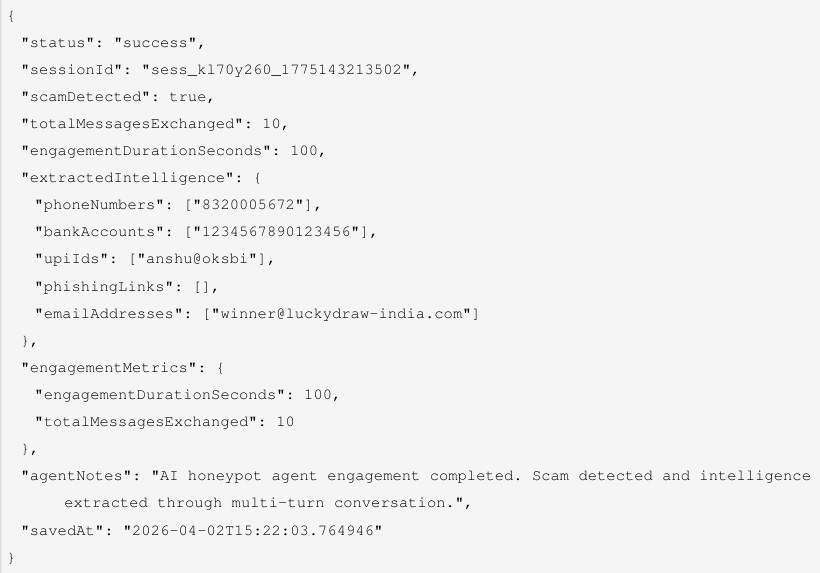 {
"status": "success",
"sessionId": "sess_kl70y260_1775143213502",
"scamDetected": true,
"totalMessagesExchanged": 10,
"engagementDurationSeconds": 100,
"extractedIntelligence": {
"phoneNumbers": ["8320005672"],
"bankAccounts": ["1234567890123456"],
"upiIds": ["anshu@oksbi"],
"phishingLinks": [],
"emailAddresses": ["winner@luckydraw-india.com"]
},
"engagementMetrics": {
"engagementDurationSeconds": 100,
"totalMessagesExchanged": 10
},
"agentNotes": "AI honeypot agent engagement completed. Scam detected and intelligence
extracted through multi-turn conversation.",
"savedAt": "2026-04-02T15:22:03.764946"
}